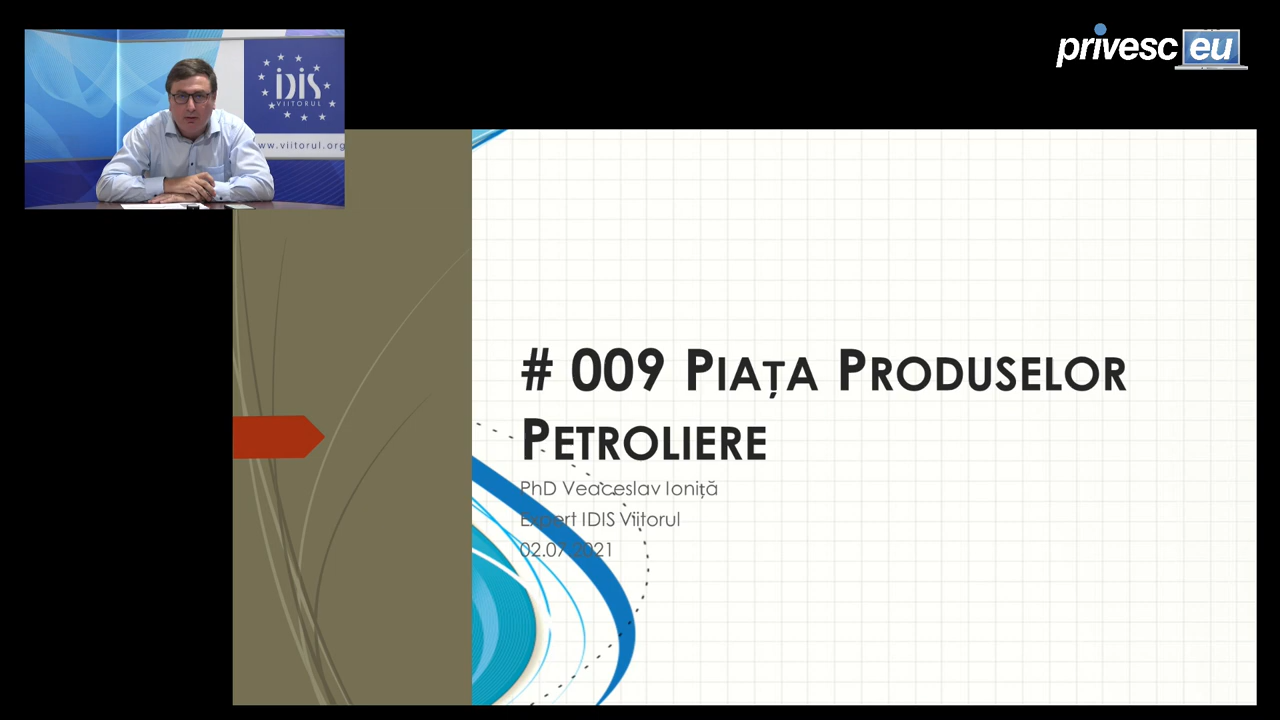 privesc eu
iDiS
VIITORUL
www.viitorul.org
# 009 PIAȚA PRODUSELOR
PETROLIERE
PhD Veaceslav Ioniță
Expert IDIS Viitorul
02.07.2021